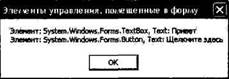 Элементы управления, помещенные в форму
Элемент: System.Windows.Forms.TextBox, Text: Привет
Элемент: System.Windows.Forms.Button, Text: Щелкните здесь
OK